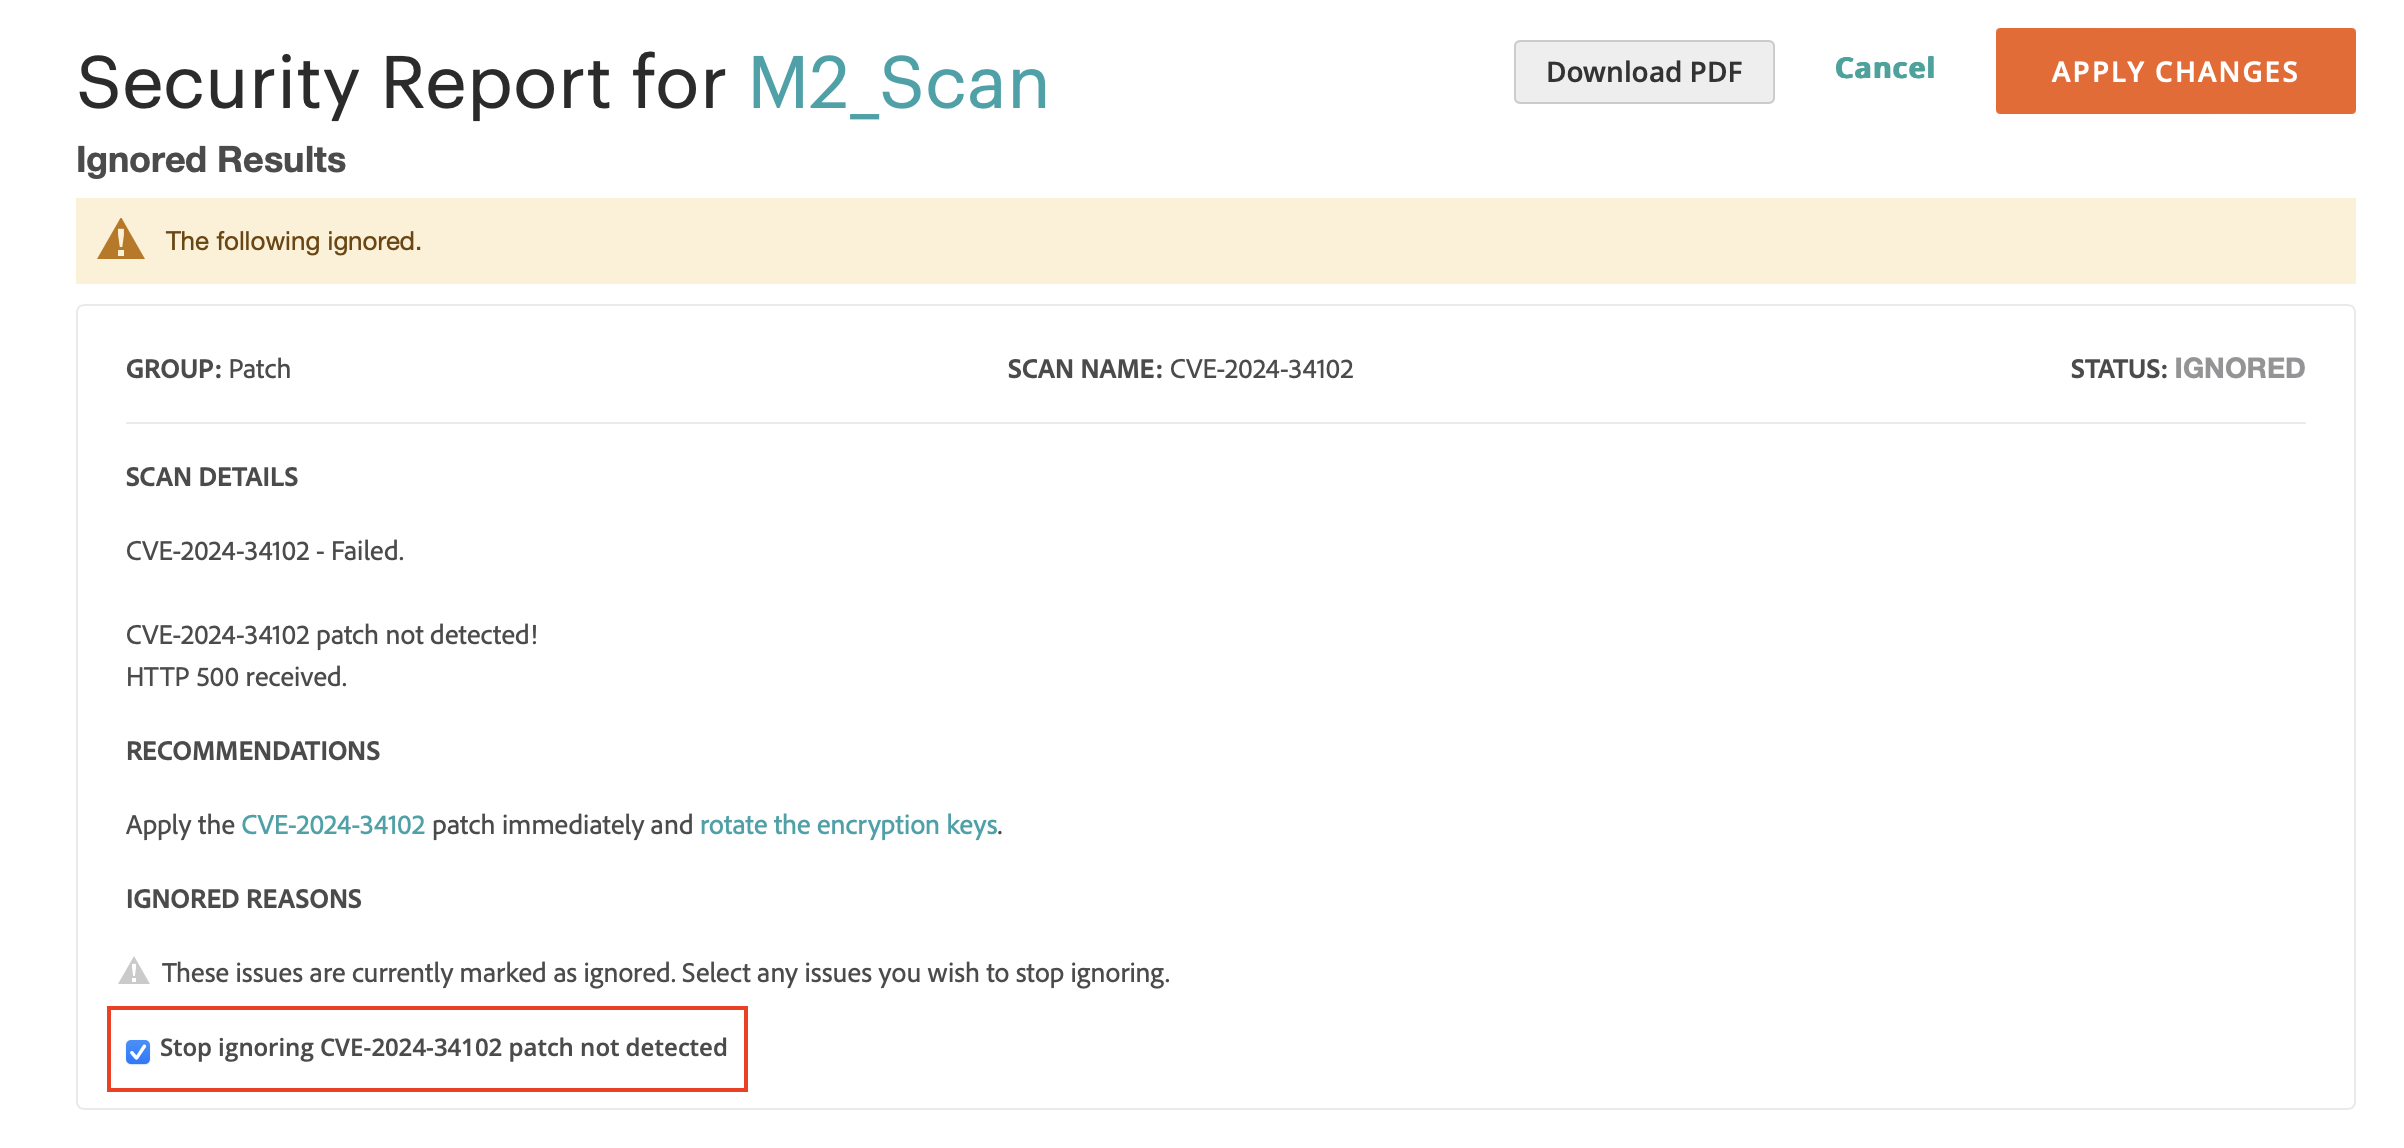 Security Report for M2_Scan
Download PDF
Cancel
APPLY CHANGES
Ignored Results
The following ignored.
GROUP: Patch
SCAN NAME: CVE-2024-34102
STATUS: IGNORED
SCAN DETAILS
CVE-2024-34102 - Failed.
CVE-2024-34102 patch not detected!
HTTP 500 received.
RECOMMENDATIONS
Apply the CVE-2024-34102 patch immediately and rotate the encryption keys.
IGNORED REASONS
These issues are currently marked as ignored. Select any issues you wish to stop ignoring.
Stop ignoring CVE-2024-34102 patch not detected